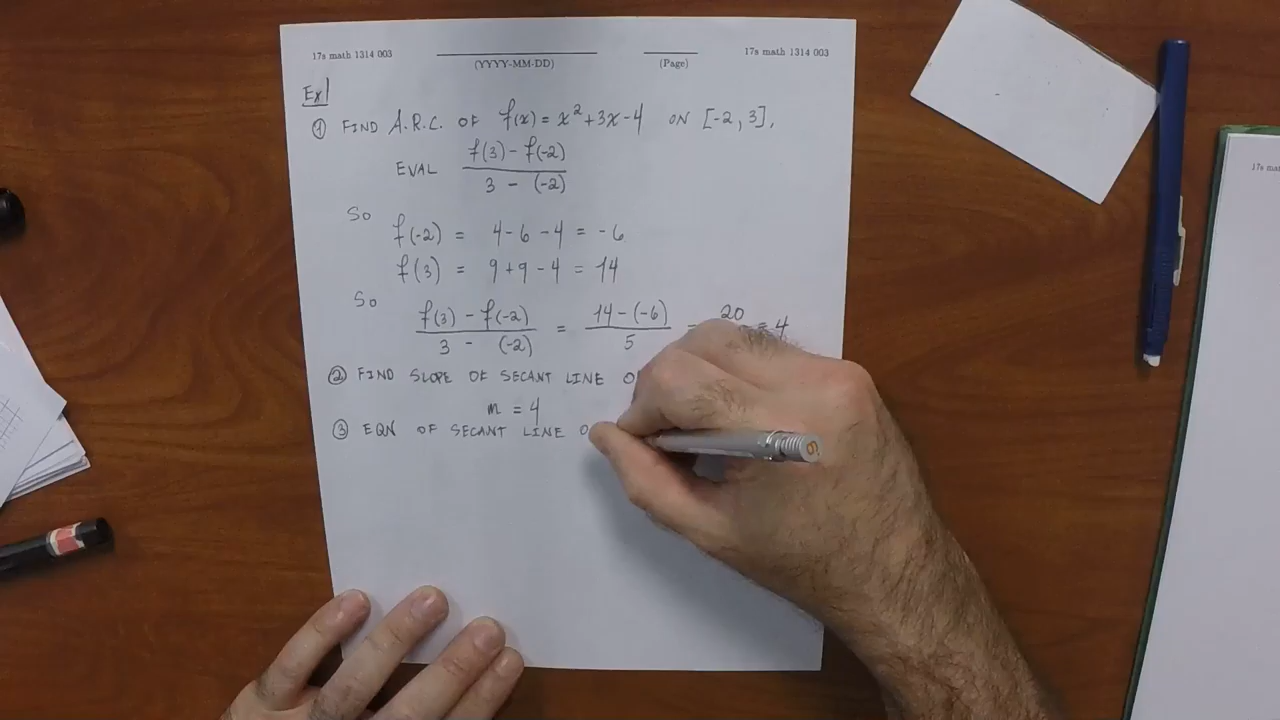 17s math 1314 003 (YYYY-MM-DD) (Page) 17s math 1314 003
Ex1
① FIND A.R.C. OF f(x) = x² + 3x - 4 ON [-2, 3].
EVAL f(3) - f(-2) / 3 - (-2)
So
f(-2) = 4 - 6 - 4 = -6
f(3) = 9 + 9 - 4 = 14
So
f(3) - f(-2) / 3 - (-2) = 14 - (-6) / 5 = 20 = 4
② FIND SLOPE OF SECANT LINE
m = 4
③ EQN OF SECANT LINE
17s